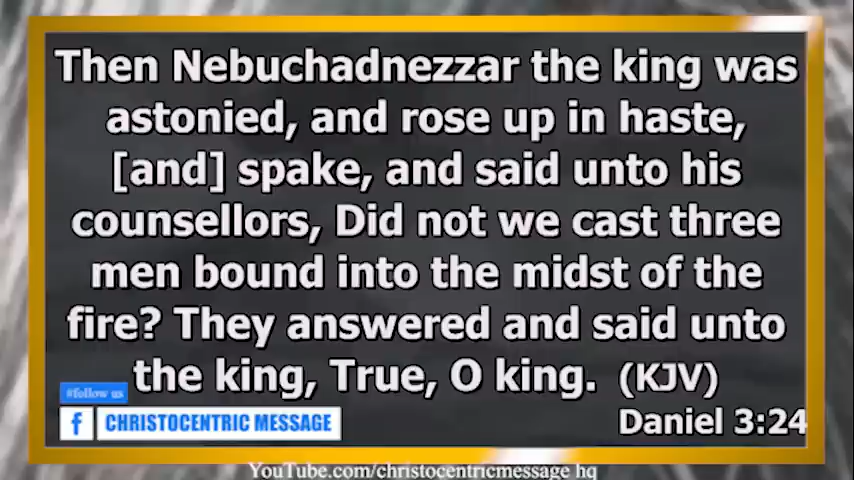 Then Nebuchadnezzar the king was
astonied, and rose up in haste,
[and] spake, and said unto his
counsellors, Did not we cast three
men bound into the midst of the
fire? They answered and said unto
the king, True, O king. (KJV)
Daniel 3:24
#follow us
f CHRISTOCENTRIC MESSAGE
YouTube.com/christocentricmessage hq